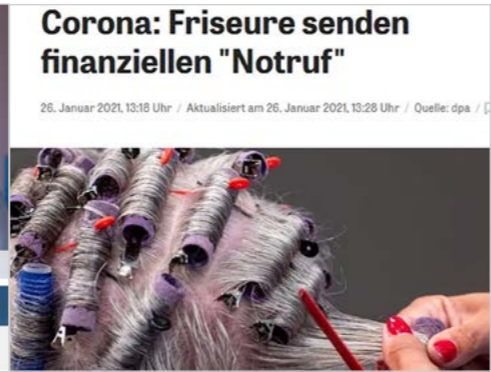 Corona: Friseure senden
finanziellen "Notruf"
26. Januar 2021, 13:18 Uhr / Aktualisiert am 26. Januar 2021, 13:28 Uhr / Quelle: dpa /